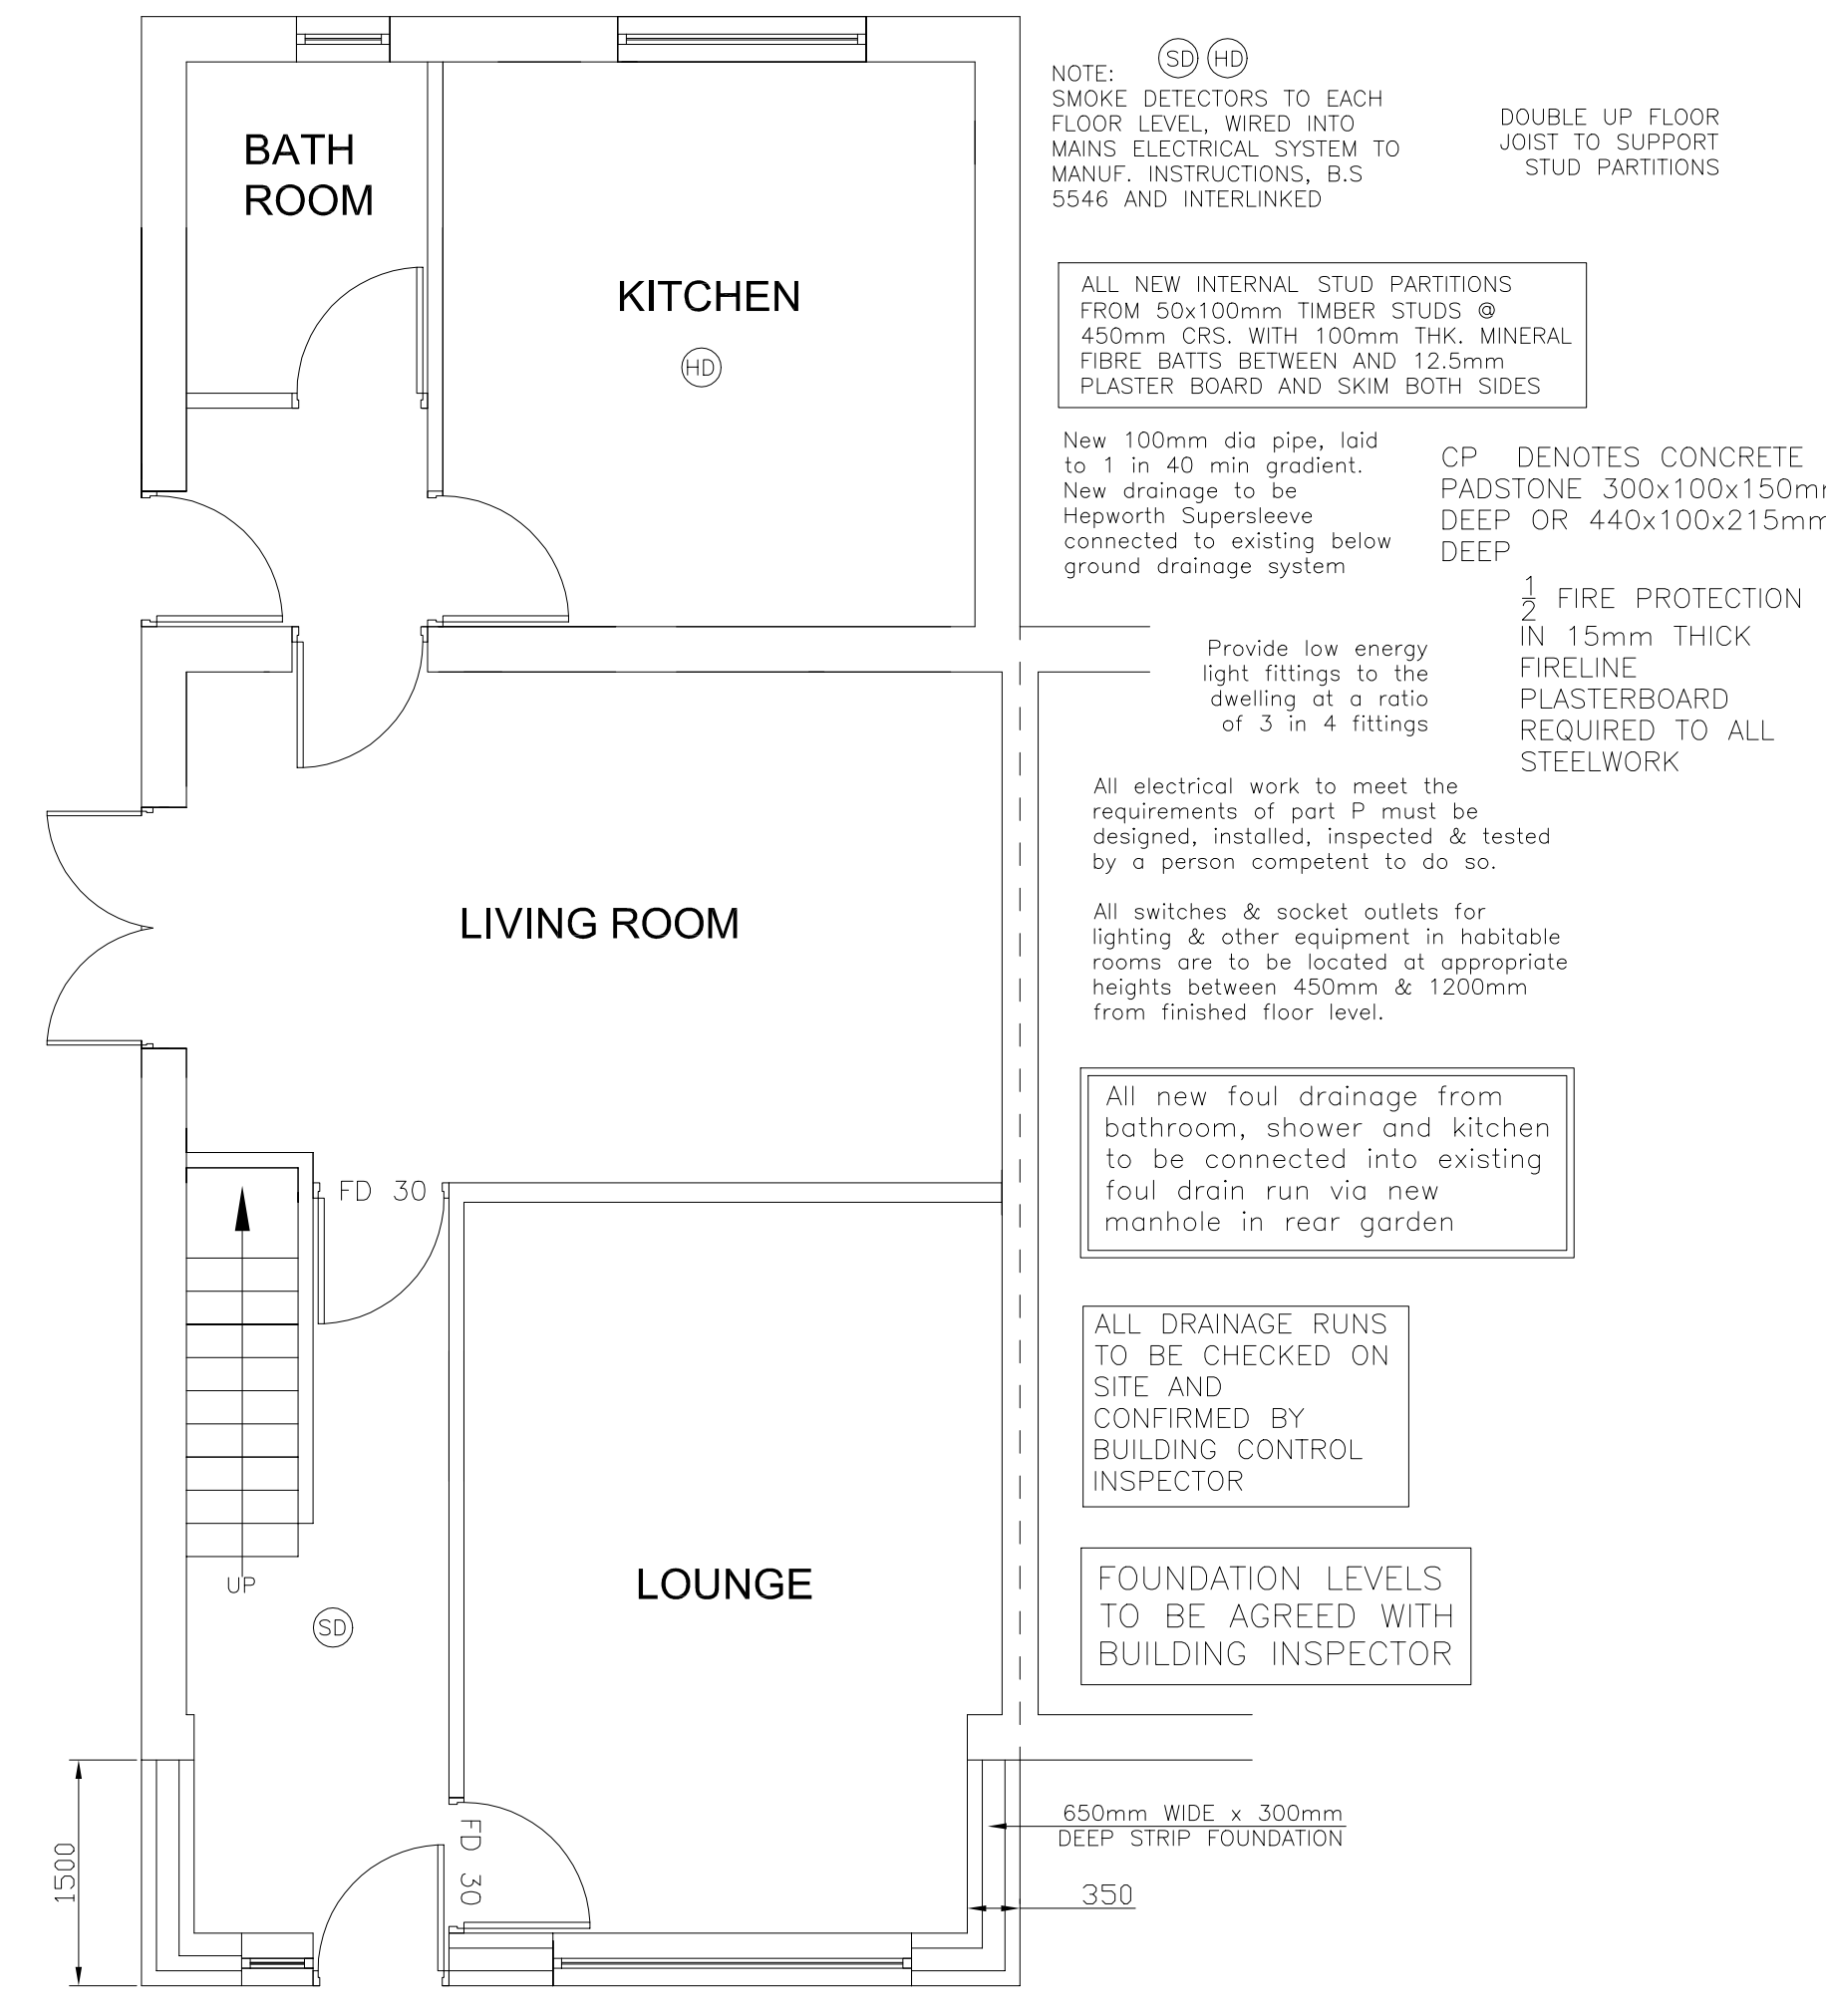 BATH
ROOM
KITCHEN
HD
LIVING ROOM
FD 30
UP
SD
LOUNGE
FD 30
1500
SD HD
NOTE:
SMOKE DETECTORS TO EACH
FLOOR LEVEL, WIRED INTO
MAINS ELECTRICAL SYSTEM TO
MANUF. INSTRUCTIONS, B.S
5546 AND INTERLINKED
DOUBLE UP FLOOR
JOIST TO SUPPORT
STUD PARTITIONS
ALL NEW INTERNAL STUD PARTITIONS
FROM 50x100mm TIMBER STUDS @
450mm CRS. WITH 100mm THK. MINERAL
FIBRE BATTS BETWEEN AND 12.5mm
PLASTER BOARD AND SKIM BOTH SIDES
New 100mm dia pipe, laid
to 1 in 40 min gradient.
New drainage to be
Hepworth Supersleeve
connected to existing below
ground drainage system
CP DENOTES CONCRETE
PADSTONE 300x100x150m
DEEP OR 440x100x215mm
DEEP
1/2 FIRE PROTECTION
IN 15mm THICK
FIRELINE
PLASTERBOARD
REQUIRED TO ALL
STEELWORK
Provide low energy
light fittings to the
dwelling at a ratio
of 3 in 4 fittings
All electrical work to meet the
requirements of part P must be
designed, installed, inspected & tested
by a person competent to do so.
All switches & socket outlets for
lighting & other equipment in habitable
rooms are to be located at appropriate
heights between 450mm & 1200mm
from finished floor level.
All new foul drainage from
bathroom, shower and kitchen
to be connected into existing
foul drain run via new
manhole in rear garden
ALL DRAINAGE RUNS
TO BE CHECKED ON
SITE AND
CONFIRMED BY
BUILDING CONTROL
INSPECTOR
FOUNDATION LEVELS
TO BE AGREED WITH
BUILDING INSPECTOR
650mm WIDE x 300mm
DEEP STRIP FOUNDATION
350